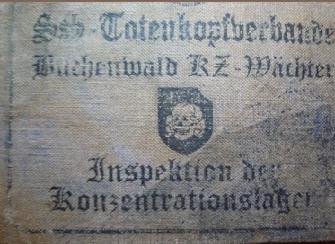 SS-Totenkopfverbände
Buchenwald KZ-Wächter
Inspektion der
Konzentrationslager